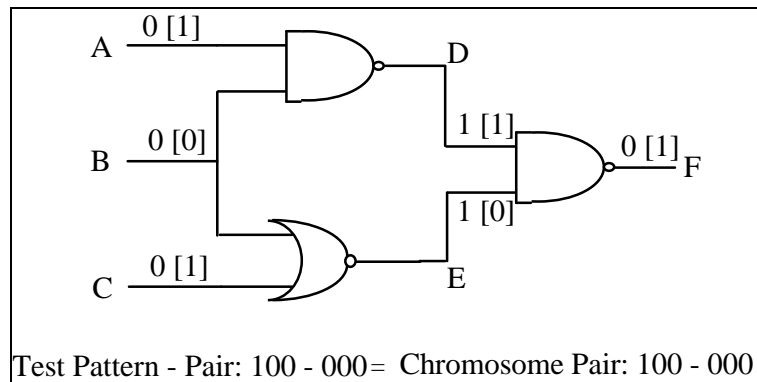 A 0 [1]
D
1 [1]
B 0 [0]
0 [1] F
1 [0]
C 0 [1]
E
Test Pattern - Pair: 100 - 000 = Chromosome Pair: 100 - 000